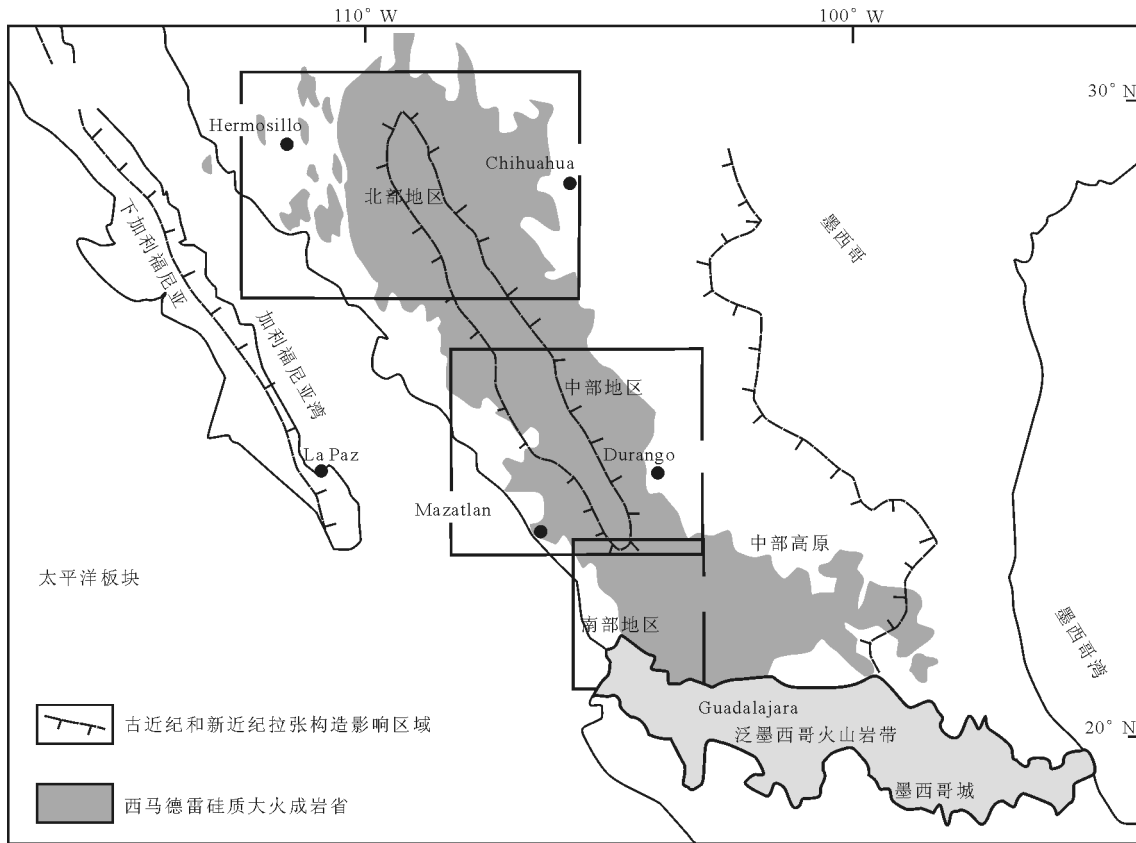 110° W
100° W
30° N
Hermosillo
Chihuahua
北部地区
墨西哥
下加利福尼亚
加利福尼亚湾
中部地区
La Paz
Durango
Mazatlan
中部高原
太平洋板块
南部地区
墨西哥湾
Guadalajara
古近纪和新近纪拉张构造影响区域
泛墨西哥火山岩带
20° N
墨西哥城
西马德雷硅质大火成岩省